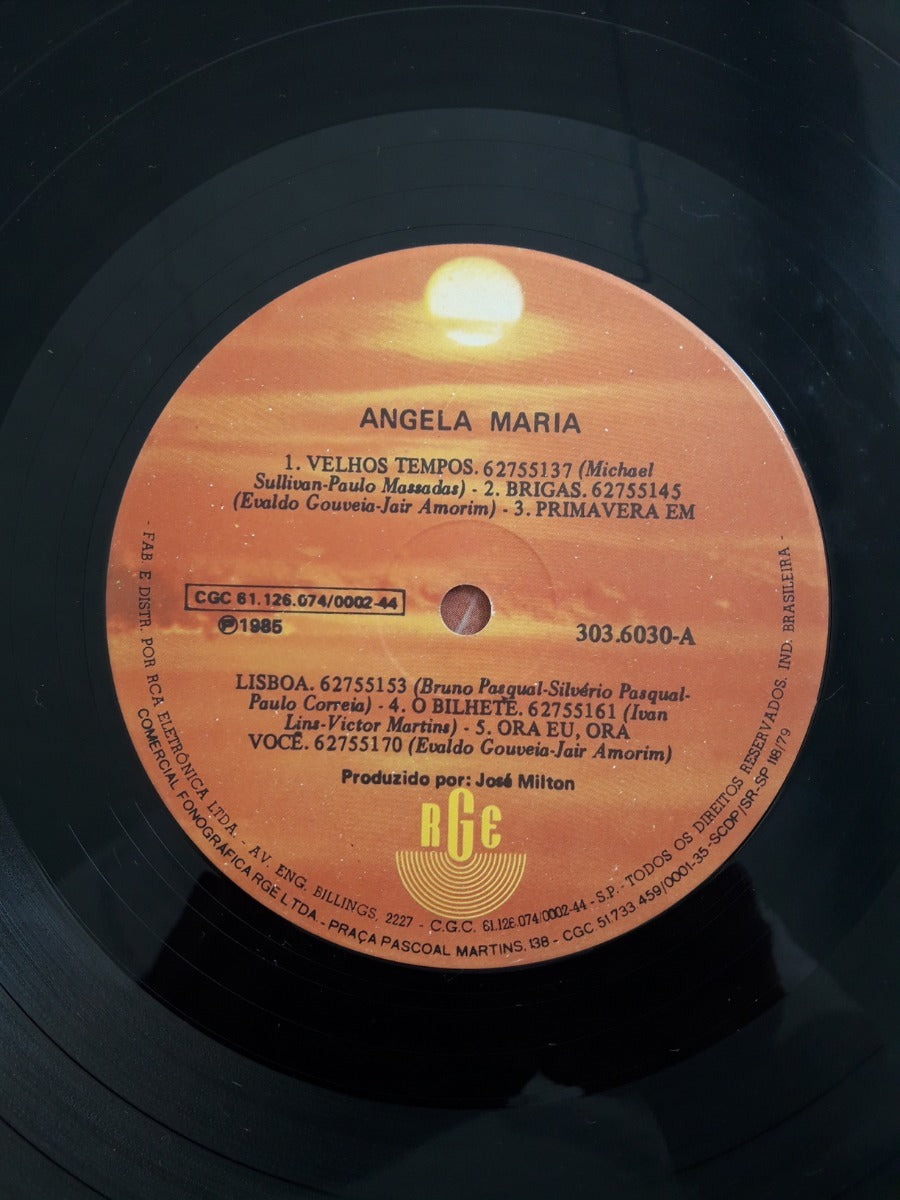 ANGELA MARIA
1. VELHOS TEMPOS. 62755137 (Michael
Sullivan-Paulo Massadas) - 2. BRIGAS. 62755145
(Evaldo Gouveia-Jair Amorim) - 3. PRIMAVERA EM
CGC 61.126.074/0002-44
Ⓟ1985
303.6030-A
LISBOA. 62755153 (Bruno Pasqual-Silvério Pasqual-
Paulo Correia) - 4. O BILHETE. 62755161 (Ivan
Lins-Victor Martins) - 5. ORA EU, ORA
VOCÊ. 62755170 (Evaldo Gouveia-Jair Amorim)
Produzido por: José Milton
RGE
- FAB. E DISTR. POR RCA ELETRÔNICA LTDA. - AV. ENG. BILLINGS, 2227 - C.G.C. 61.126.074/0002-44 - S.P. - TODOS OS DIREITOS RESERVADOS. IND. BRASILEIRA -
COMERCIAL FONOGRÁFICA RGE LTDA - PRAÇA PASCOAL MARTINS, 138 - CGC 51.733.459/0001-35 - SCDP/SR-SP 118/79